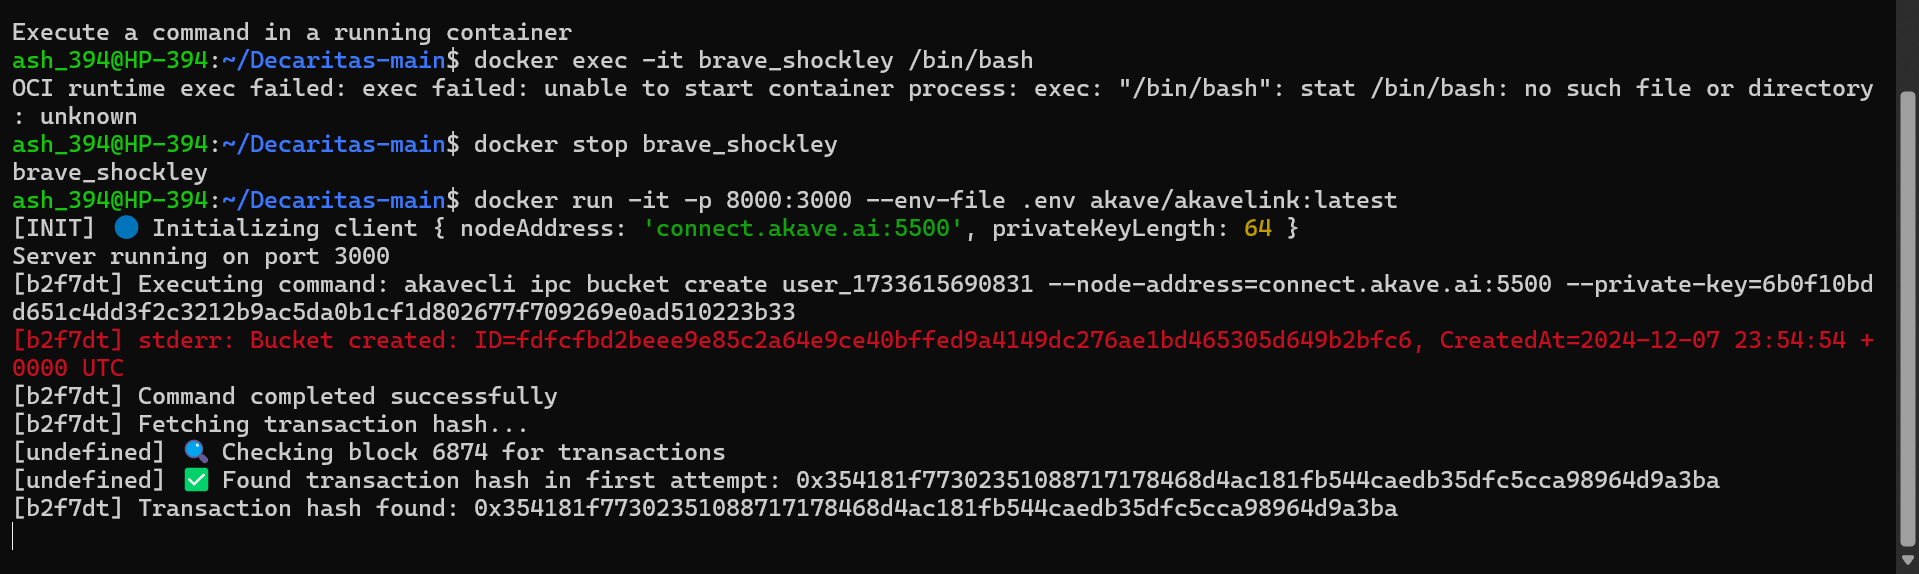 Execute a command in a running container
ash_394@HP-394:~/Decaritas-main$ docker exec -it brave_shockley /bin/bash
OCI runtime exec failed: exec failed: unable to start container process: exec: "/bin/bash": stat /bin/bash: no such file or directory
: unknown
ash_394@HP-394:~/Decaritas-main$ docker stop brave_shockley
brave_shockley
ash_394@HP-394:~/Decaritas-main$ docker run -it -p 8000:3000 --env-file .env akave/akavelink:latest
[INIT] 🔵 Initializing client { nodeAddress: 'connect.akave.ai:5500', privateKeyLength: 64 }
Server running on port 3000
[b2f7dt] Executing command: akavecli ipc bucket create user_1733615690831 --node-address=connect.akave.ai:5500 --private-key=6b0f10bd
d651c4dd3f2c3212b9ac5da0b1cf1d802677f709269e0ad510223b33
[b2f7dt] stderr: Bucket created: ID=fdfcfbd2beee9e85c2a64e9ce40bffed9a4149dc276ae1bd465305d649b2bfc6, CreatedAt=2024-12-07 23:54:54 +
0000 UTC
[b2f7dt] Command completed successfully
[b2f7dt] Fetching transaction hash...
[undefined] 🔍 Checking block 6874 for transactions
[undefined] ✅ Found transaction hash in first attempt: 0x354181f77302351088717178468d4ac181fb544caedb35dfc5cca98964d9a3ba
[b2f7dt] Transaction hash found: 0x354181f77302351088717178468d4ac181fb544caedb35dfc5cca98964d9a3ba